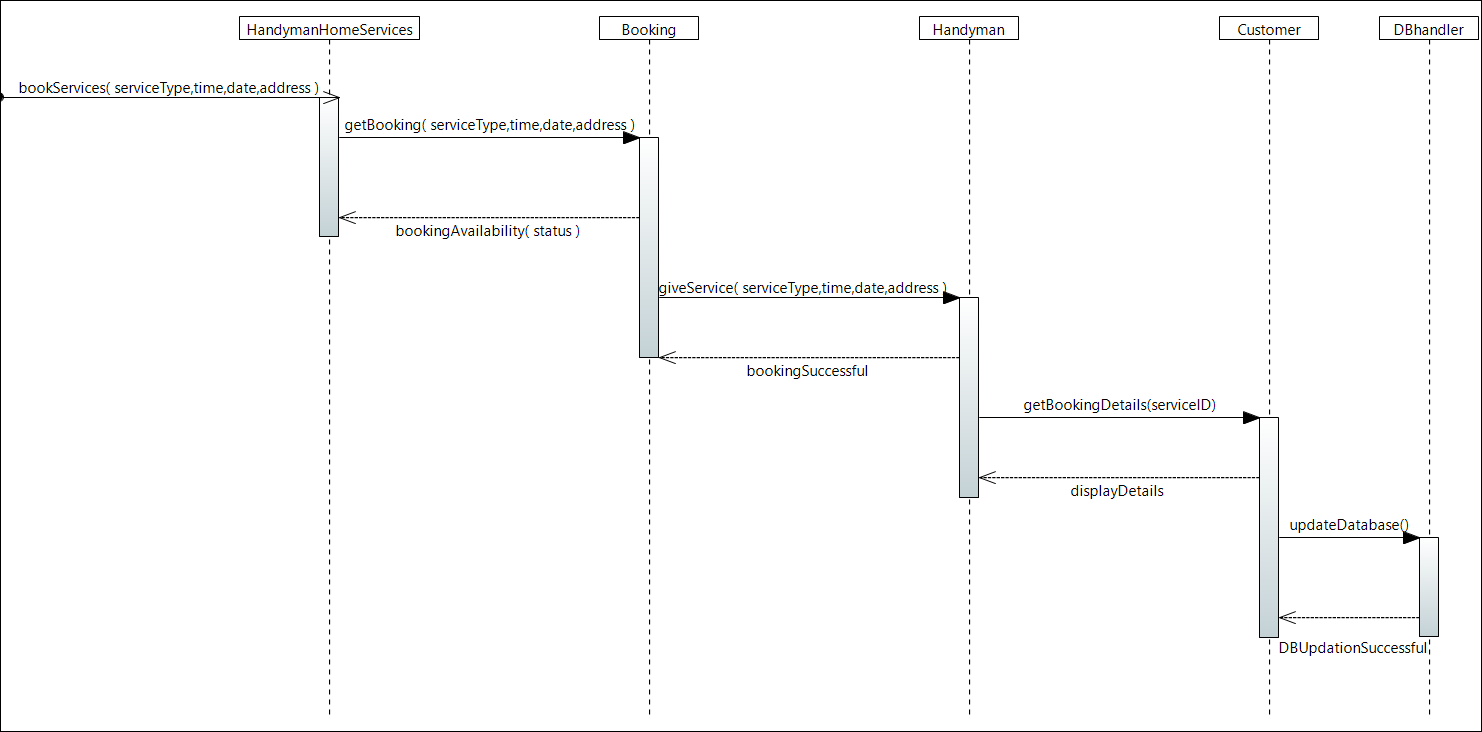 HandymanHomeServices
Booking
Handyman
Customer
DBhandler
bookServices( serviceType,time,date,address )
getBooking( serviceType,time,date,address )
bookingAvailability( status )
giveService( serviceType,time,date,address )
bookingSuccessful
getBookingDetails(serviceID)
displayDetails
updateDatabase()
DBUpdationSuccessful